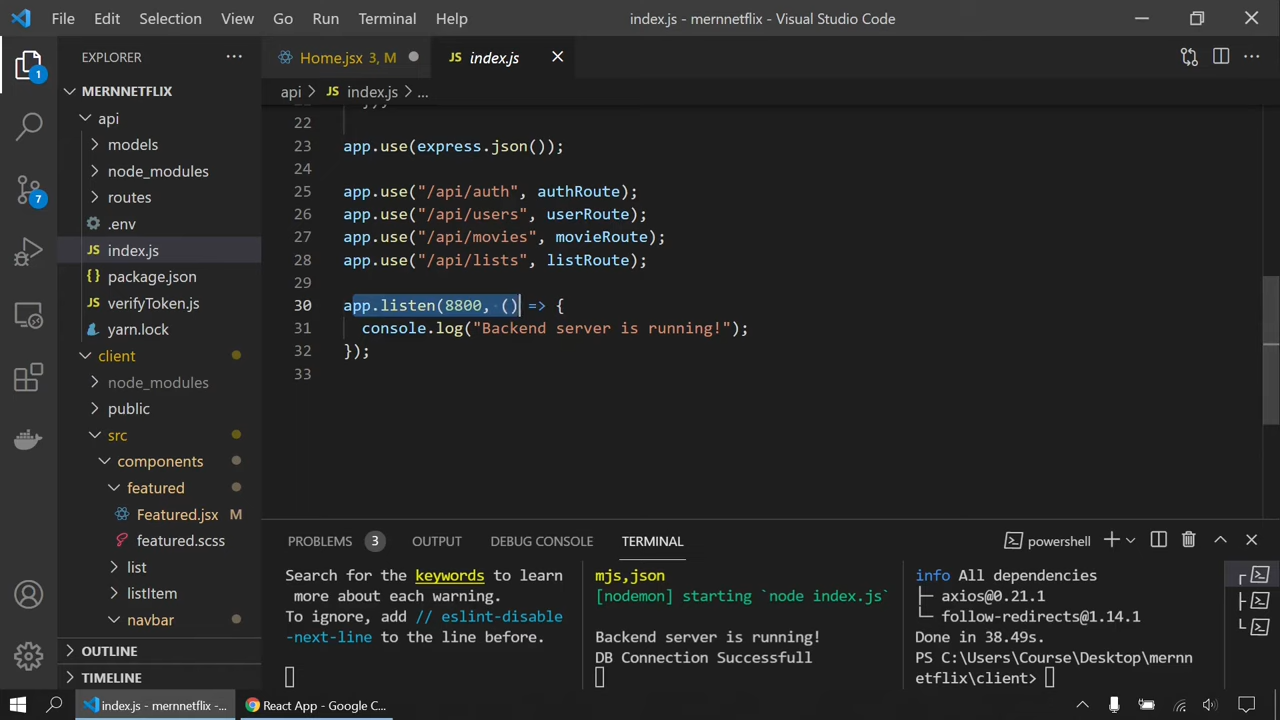 File Edit Selection View Go Run Terminal Help index.js - mernnetflix - Visual Studio Code
EXPLORER
1
7
MERNNETFLIX
api
models
node_modules
routes
.env
JS index.js
{} package.json
JS verifyToken.js
yarn.lock
client
node_modules
public
src
components
featured
Featured.jsx M
featured.scss
list
listItem
navbar
OUTLINE
TIMELINE
Home.jsx 3, M
JS index.js
api > JS index.js > ...
22
23 app.use(express.json());
24
25 app.use("/api/auth", authRoute);
26 app.use("/api/users", userRoute);
27 app.use("/api/movies", movieRoute);
28 app.use("/api/lists", listRoute);
29
30 app.listen(8800, () => {
31 console.log("Backend server is running!");
32 });
33
PROBLEMS 3 OUTPUT DEBUG CONSOLE TERMINAL powershell
Search for the keywords to learn
more about each warning.
To ignore, add // eslint-disable
-next-line to the line before.
mjs,json
[nodemon] starting `node index.js`
Backend server is running!
DB Connection Successfull
info All dependencies
├─ axios@0.21.1
└─ follow-redirects@1.14.1
Done in 38.49s.
PS C:\Users\Course\Desktop\mernn
etflix\client>
index.js - mernnetflix -...
React App - Google C...